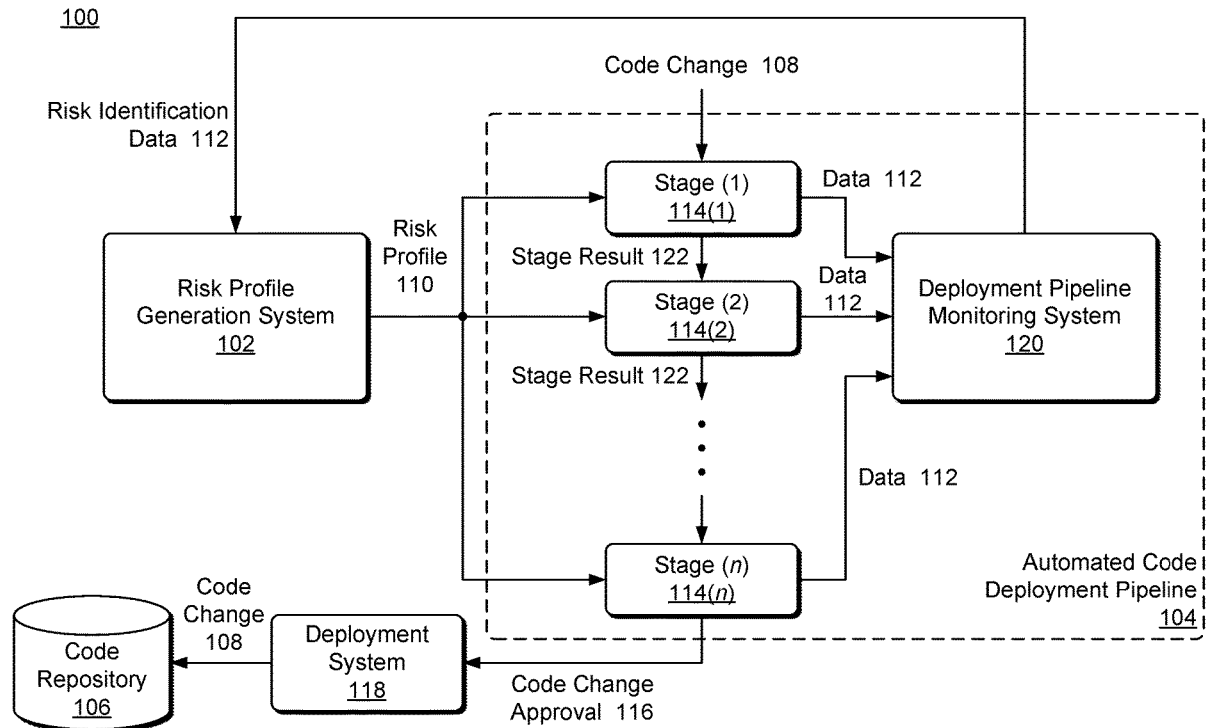 100
Code Change 108
Risk Identification
Data 112
Stage (1)
114(1)
Data 112
Risk
Profile
110
Risk Profile
Generation System
102
Stage Result 122
Stage (2)
114(2)
Data
112
Deployment Pipeline
Monitoring System
120
Stage Result 122
Data 112
Stage (n)
114(n)
Automated Code
Deployment Pipeline
104
Code
Repository
106
Code
Change
108
Deployment
System
118
Code Change
Approval 116